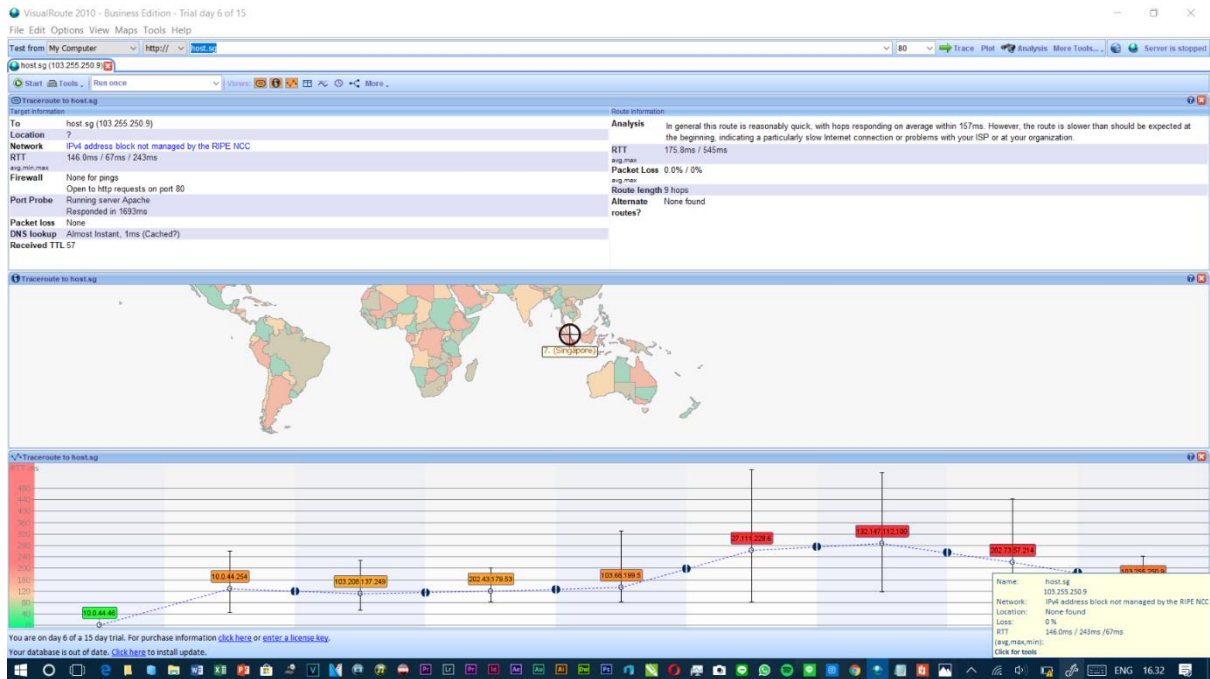 VisualRoute 2010 - Business Edition - Trial day 6 of 15
File Edit Options View Maps Tools Help
Test from My Computer http:// host.sg 80 Trace Plot Analysis More Tools... Server is stopped
host.sg (103.255.250.9)
Start Tools Run once Views: More
Traceroute to host.sg
Target information Route Information
To host.sg (103.255.250.9)
Location ?
Network IPv4 address block not managed by the RIPE NCC
RTT 146.0ms / 67ms / 243ms
avg,min,max
Firewall None for pings
Open to http requests on port 80
Port Probe Running server Apache
Responded in 1693ms
Packet loss None
DNS lookup Almost Instant, 1ms (Cached?)
Received TTL 57
Analysis In general this route is reasonably quick, with hops responding on average within 157ms. However, the route is slower than should be expected at
the beginning, indicating a particularly slow Internet connection or problems with your ISP or at your organization.
RTT 175.8ms / 545ms
avg,max
Packet Loss 0.0% / 0%
avg,max
Route length 9 hops
Alternate None found
routes?
Traceroute to host.sg
7. (Singapore)
Traceroute to host.sg
27.111.228.6
132.147.112.100
202.73.57.214
10.0.44.254
103.208.137.249
202.43.179.53
103.66.199.5
103.255.250.9
10.0.44.46
Name: host.sg
103.255.250.9
Network: IPv4 address block not managed by the RIPE NCC
Location: None found
Loss: 0 %
RTT 146.0ms / 243ms /67ms
(avg,max,min):
Click for tools
You are on day 6 of a 15 day trial. For purchase information click here or enter a license key.
Your database is out of date. Click here to install update.
ENG 16.32